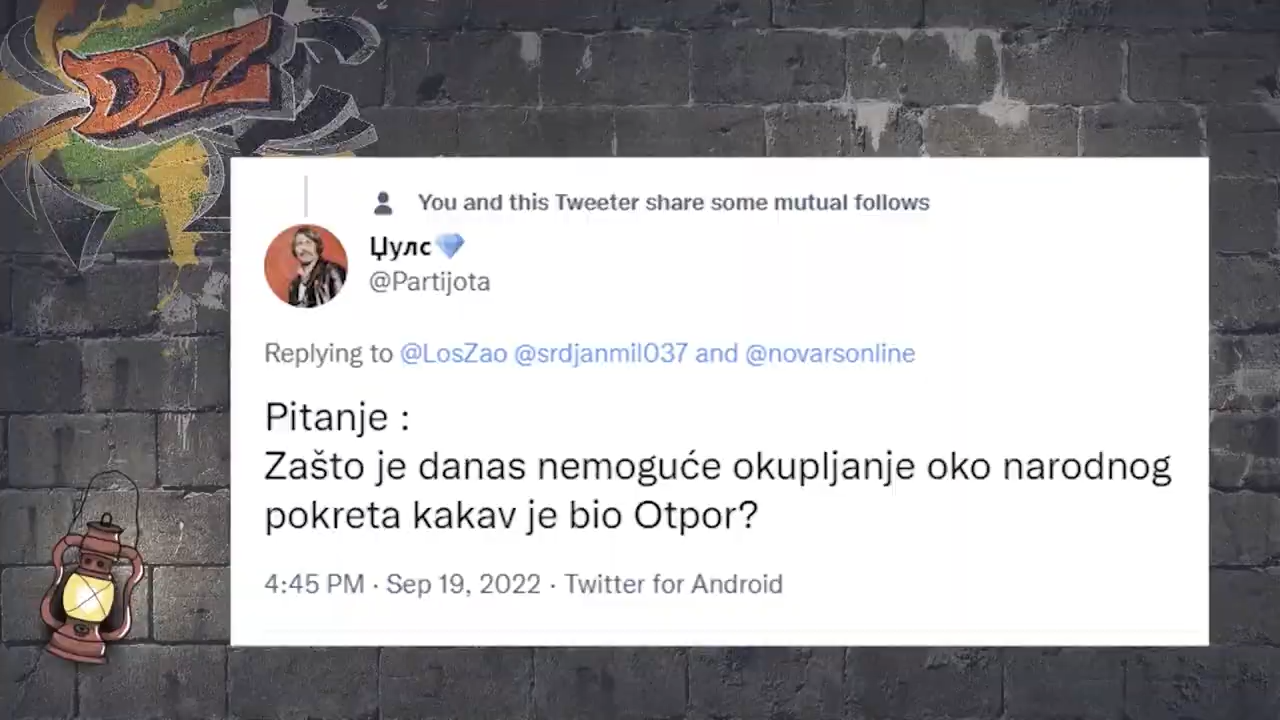 DLZ
You and this Tweeter share some mutual follows
Џулс
@Partijota
Replying to @LosZao @srdjanmil037 and @novarsonline
Pitanje :
Zašto je danas nemoguće okupljanje oko narodnog
pokreta kakav je bio Otpor?
4:45 PM · Sep 19, 2022 · Twitter for Android